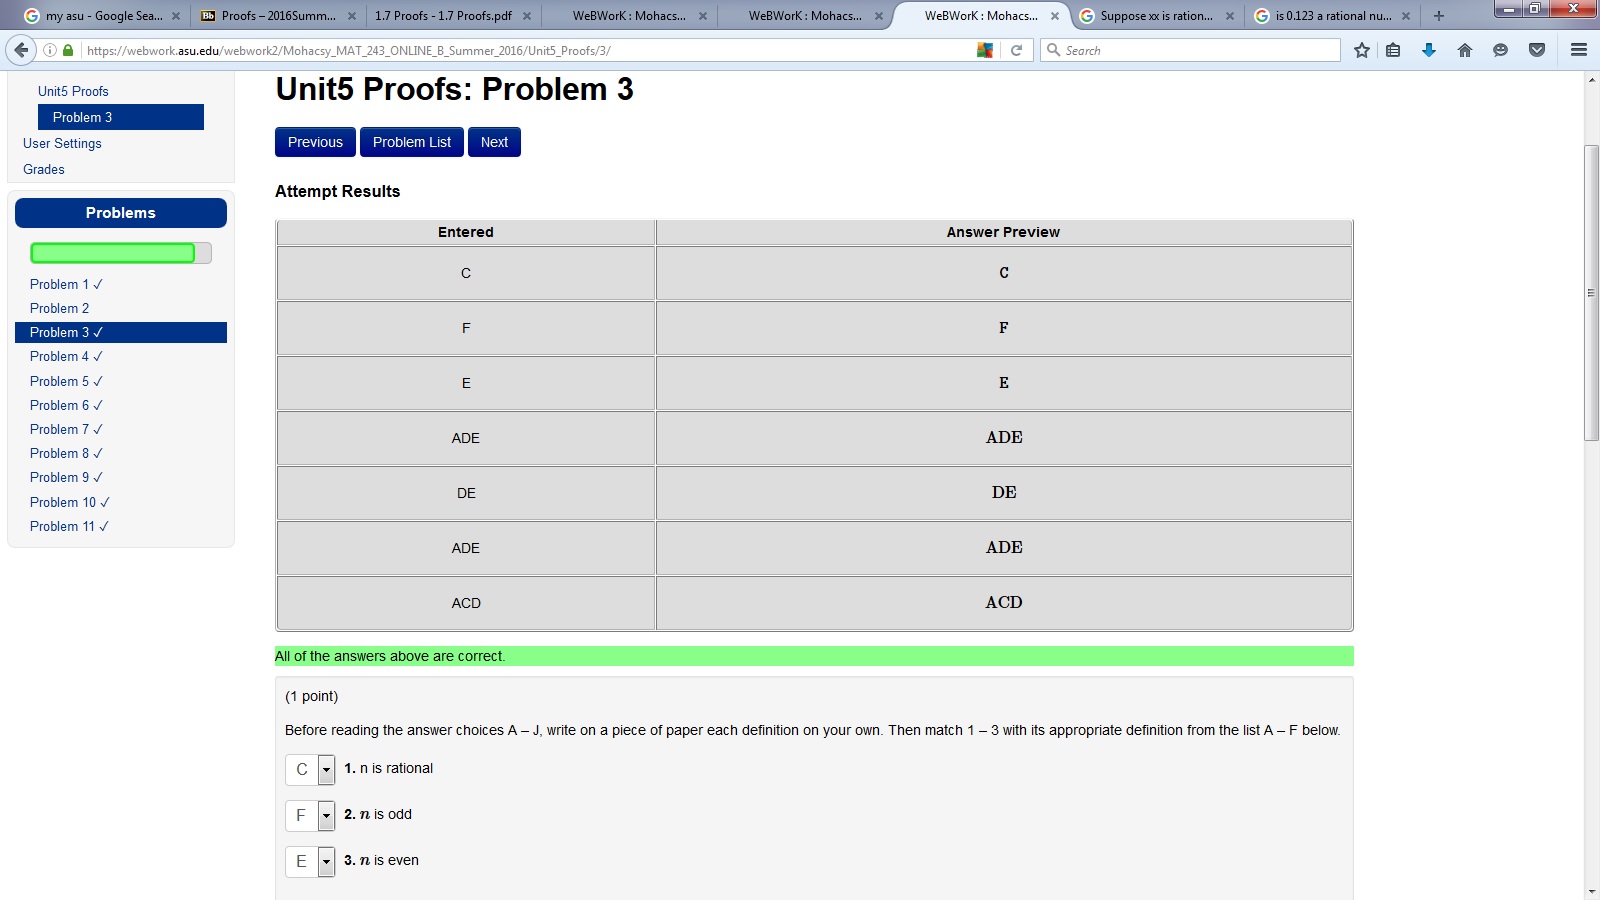 my asu - Google Sea...
Proofs – 2016Summ...
1.7 Proofs - 1.7 Proofs.pdf
WeBWorK : Mohacs...
WeBWorK : Mohacs...
WeBWorK : Mohacs...
Suppose xx is ration...
is 0.123 a rational nu...
https://webwork.asu.edu/webwork2/Mohacsy_MAT_243_ONLINE_B_Summer_2016/Unit5_Proofs/3/
Search
Unit5 Proofs
Problem 3
User Settings
Grades
Problems
Problem 1 ✓
Problem 2
Problem 3 ✓
Problem 4 ✓
Problem 5 ✓
Problem 6 ✓
Problem 7 ✓
Problem 8 ✓
Problem 9 ✓
Problem 10 ✓
Problem 11 ✓
Unit5 Proofs: Problem 3
Previous Problem List Next
Attempt Results
Entered Answer Preview
C C
F F
E E
ADE ADE
DE DE
ADE ADE
ACD ACD
All of the answers above are correct.
(1 point)
Before reading the answer choices A – J, write on a piece of paper each definition on your own. Then match 1 – 3 with its appropriate definition from the list A – F below.
C 1. n is rational
F 2. n is odd
E 3. n is even